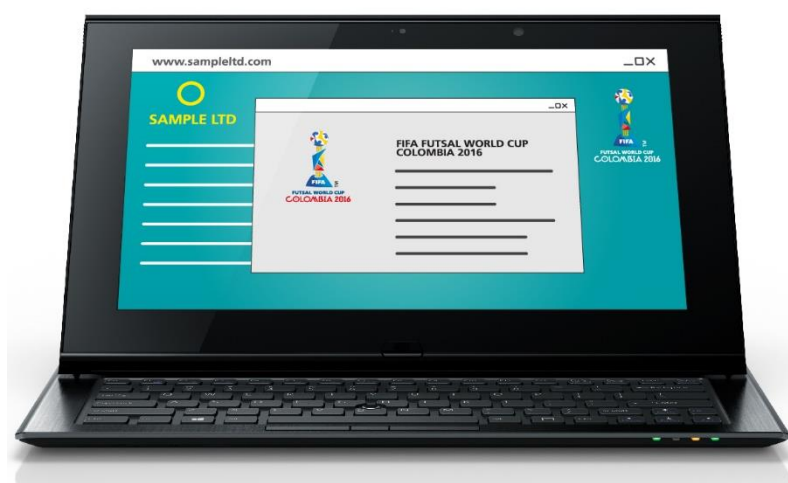 www.sampleltd.com
SAMPLE LTD
FIFA
FUTSAL WORLD CUP
COLOMBIA 2016
FIFA FUTSAL WORLD CUP
COLOMBIA 2016
FIFA
FUTSAL WORLD CUP
COLOMBIA 2016